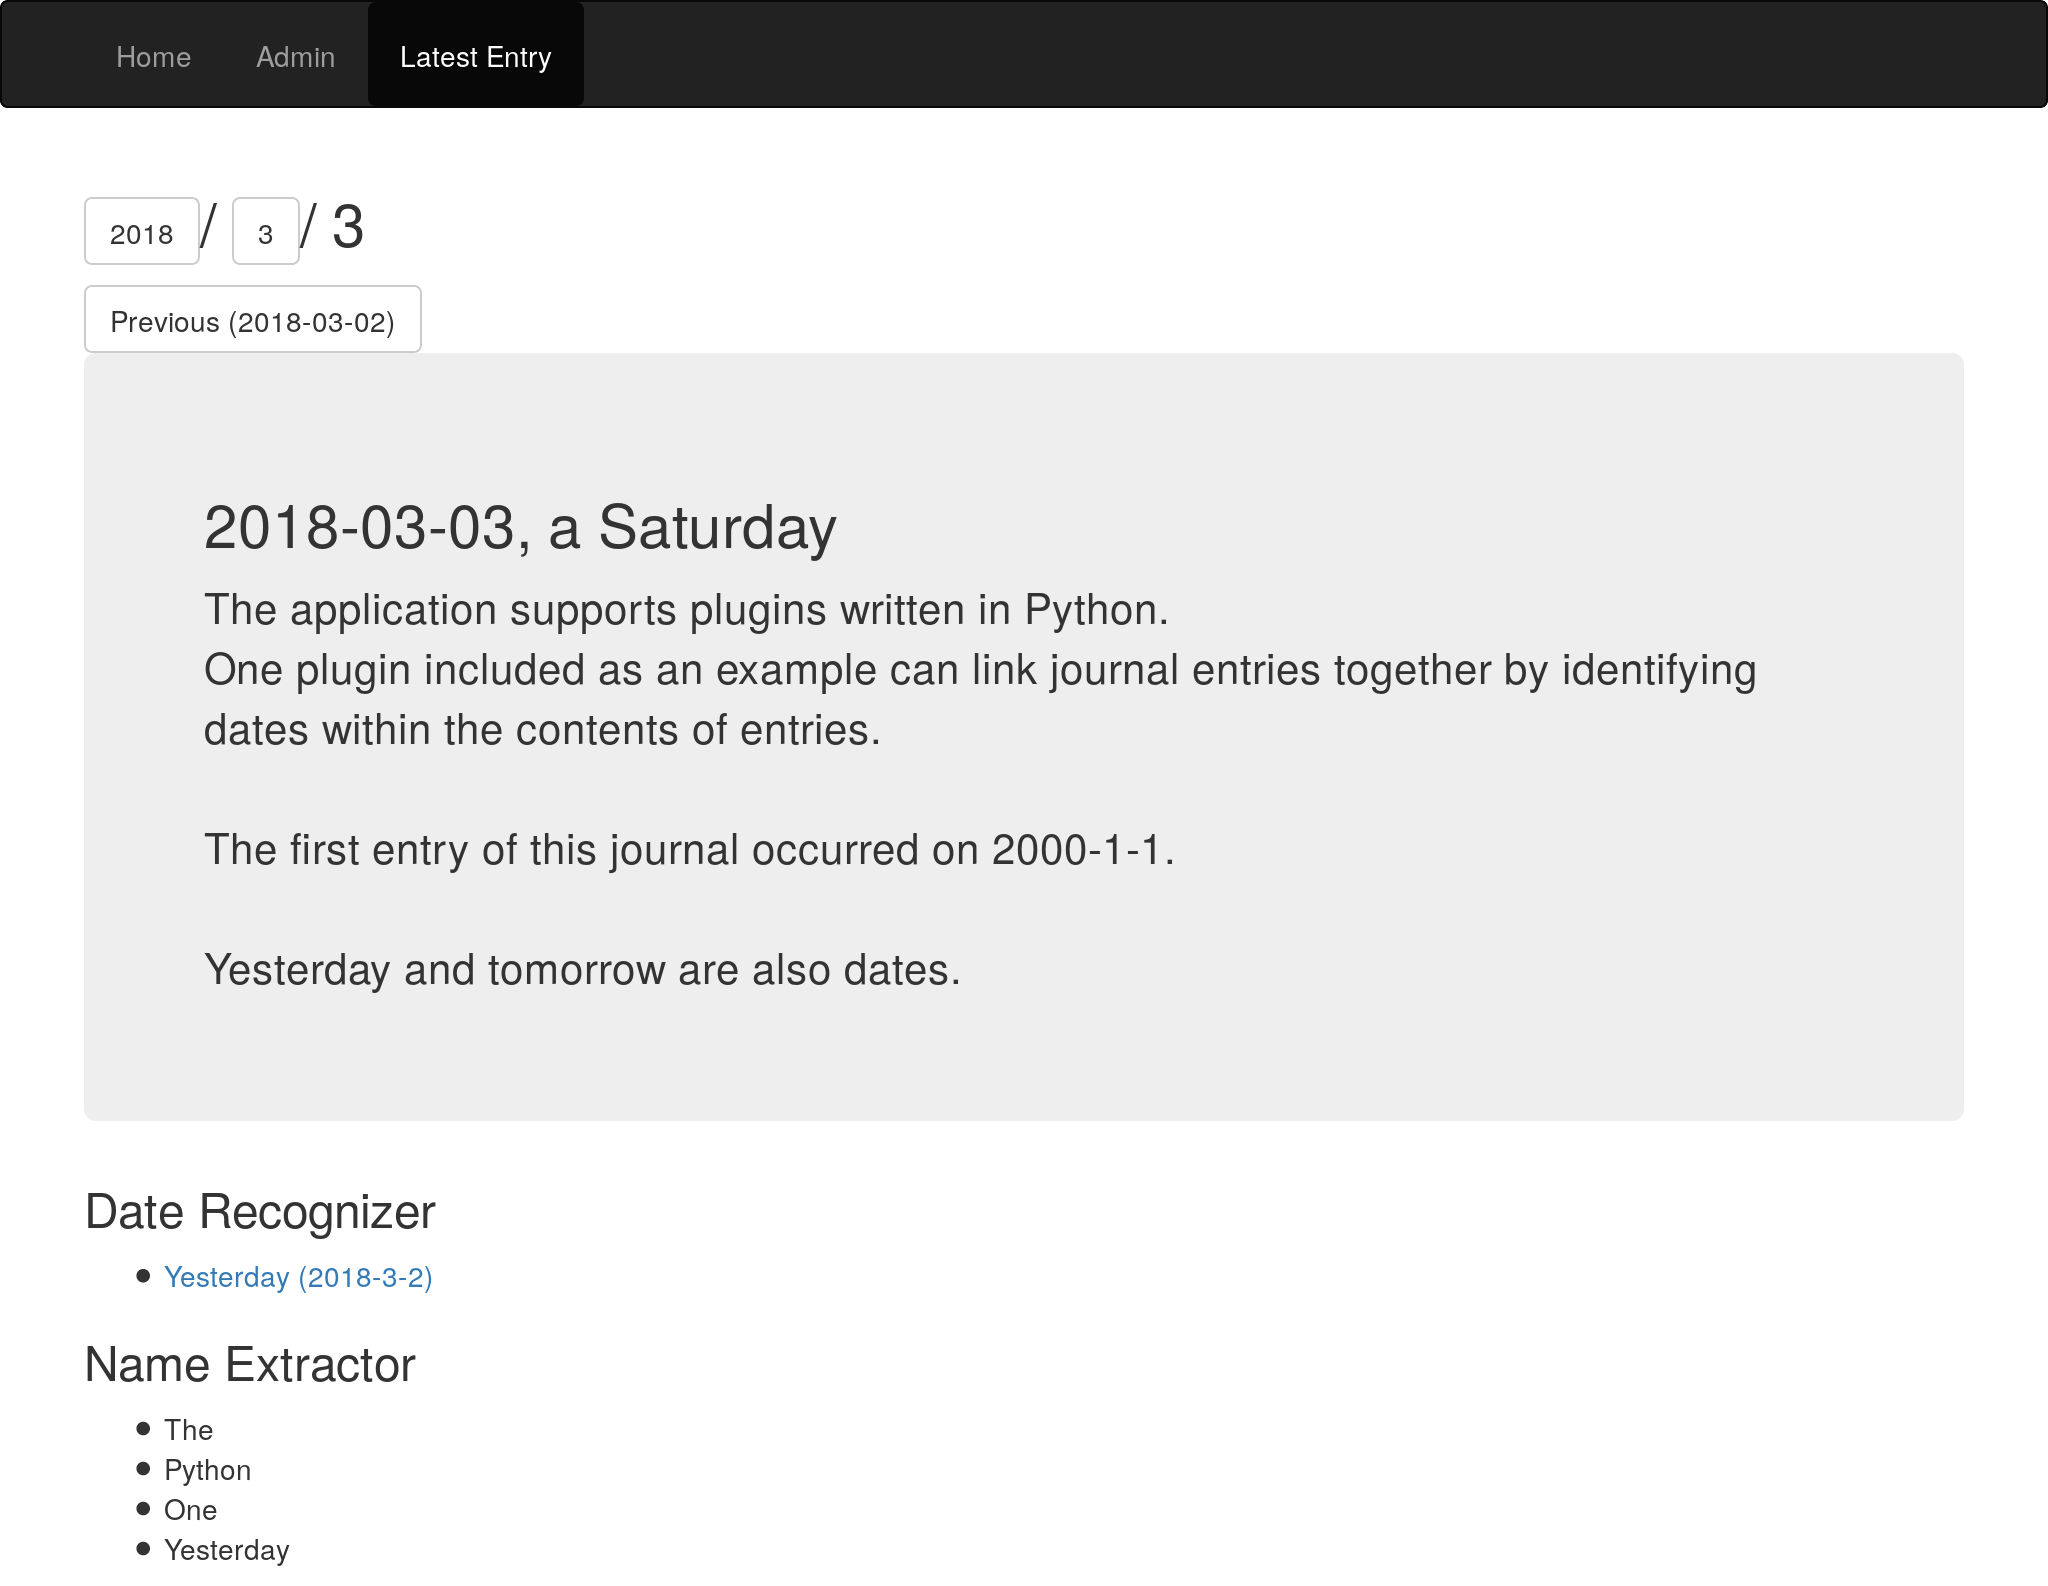 Home Admin Latest Entry
2018 / 3 / 3
Previous (2018-03-02)
2018-03-03, a Saturday
The application supports plugins written in Python.
One plugin included as an example can link journal entries together by identifying
dates within the contents of entries.
The first entry of this journal occurred on 2000-1-1.
Yesterday and tomorrow are also dates.
Date Recognizer
Yesterday (2018-3-2)
Name Extractor
The
Python
One
Yesterday